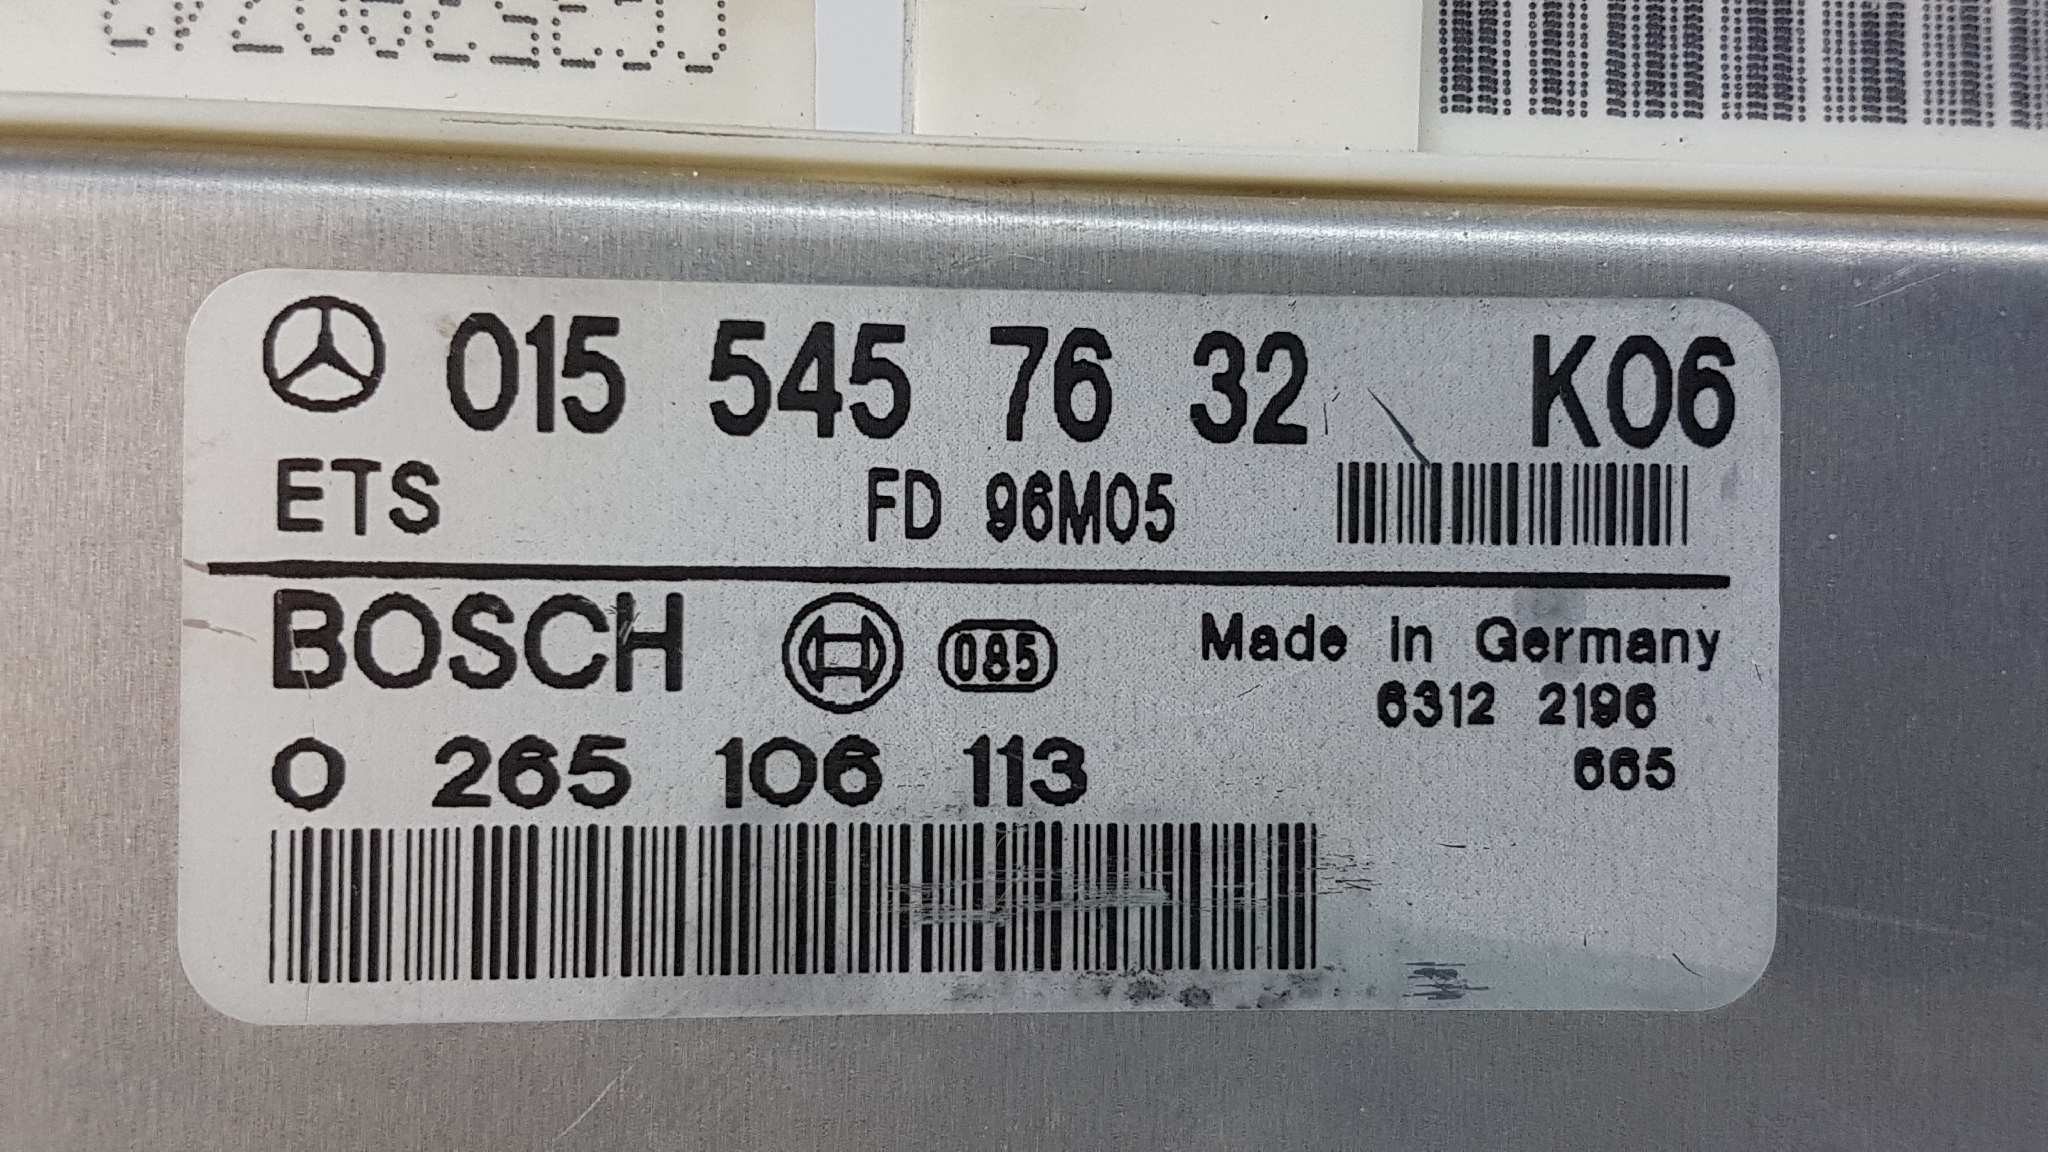 015 545 76 32 K06
ETS FD 96M05
BOSCH 085 Made in Germany
6312 2196
0 265 106 113 665